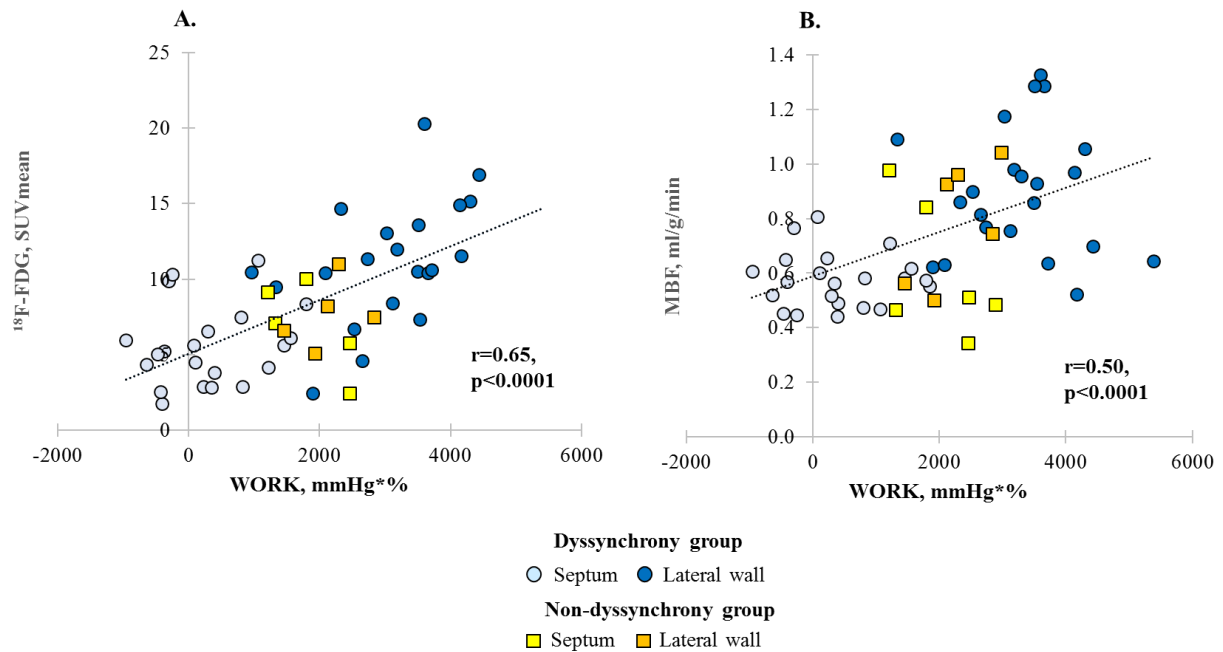 A.
25
20
15
10
5
0
-2000 0 2000 4000 6000
¹⁸F-FDG, SUVmean
WORK, mmHg*%
r=0.65,
p<0.0001
B.
1.4
1.2
1.0
0.8
0.6
0.4
0.2
0.0
-2000 0 2000 4000 6000
MBF, ml/g/min
WORK, mmHg*%
r=0.50,
p<0.0001
Dyssynchrony group
Septum Lateral wall
Non-dyssynchrony group
Septum Lateral wall